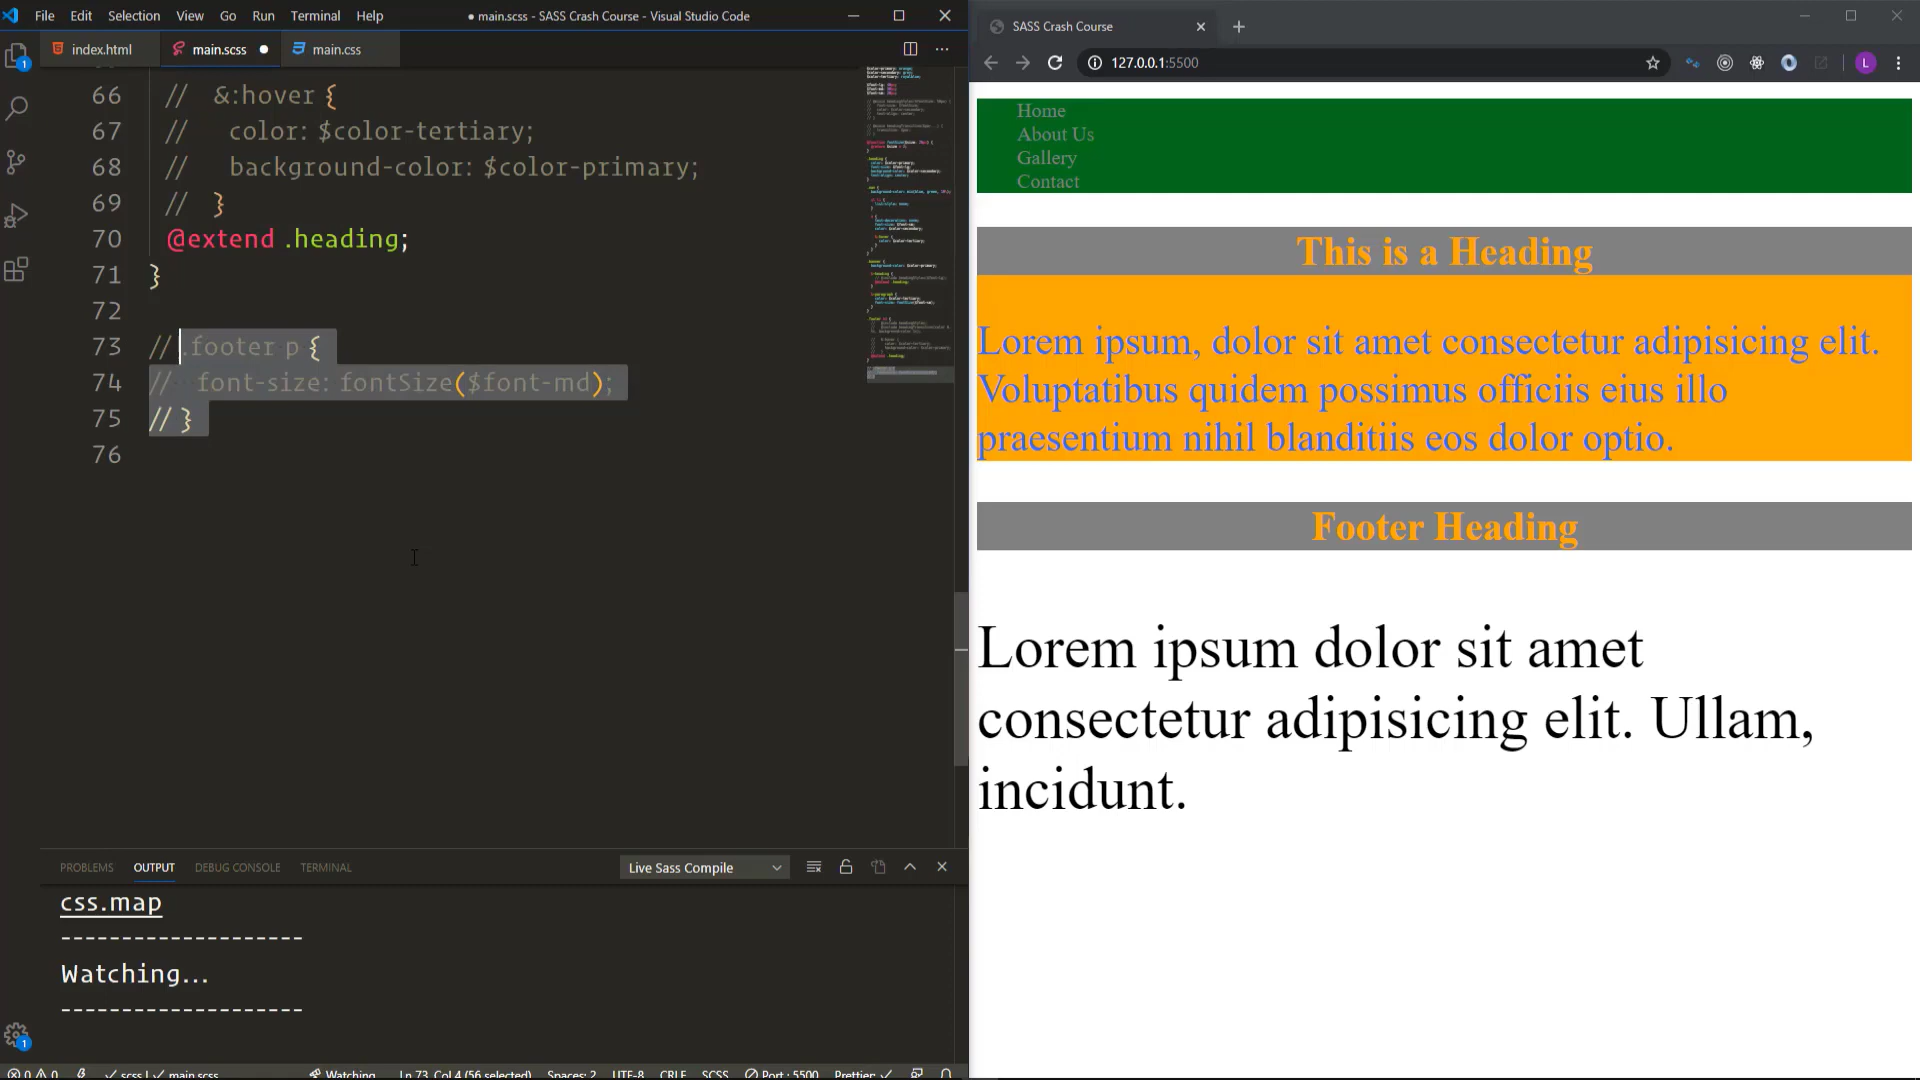 File Edit Selection View Go Run Terminal Help
● main.scss - SASS Crash Course - Visual Studio Code
index.html main.scss main.css
66 // &:hover {
67 // color: $color-tertiary;
68 // background-color: $color-primary;
69 // }
70 @extend .heading;
71 }
72
73 // .footer p {
74 // font-size: fontSize($font-md);
75 // }
76
PROBLEMS OUTPUT DEBUG CONSOLE TERMINAL Live Sass Compile
css.map
--------------------
Watching...
--------------------
0 0 scss | main.scss Watching... Ln 73, Col 4 (56 selected) Spaces: 2 UTF-8 CRLF SCSS Port : 5500 Prettier
SASS Crash Course
127.0.0.1:5500
L
Home
About Us
Gallery
Contact
This is a Heading
Lorem ipsum, dolor sit amet consectetur adipisicing elit.
Voluptatibus quidem possimus officiis eius illo
praesentium nihil blanditiis eos dolor optio.
Footer Heading
Lorem ipsum dolor sit amet
consectetur adipisicing elit. Ullam,
incidunt.